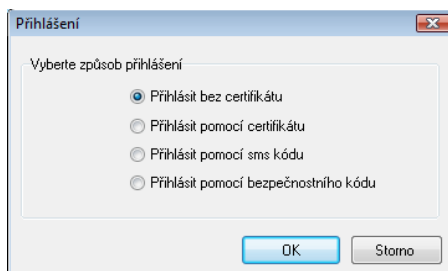 Přihlášení
Vyberte způsob přihlášení
Přihlásit bez certifikátu
Přihlásit pomocí certifikátu
Přihlásit pomocí sms kódu
Přihlásit pomocí bezpečnostního kódu
OK
Storno